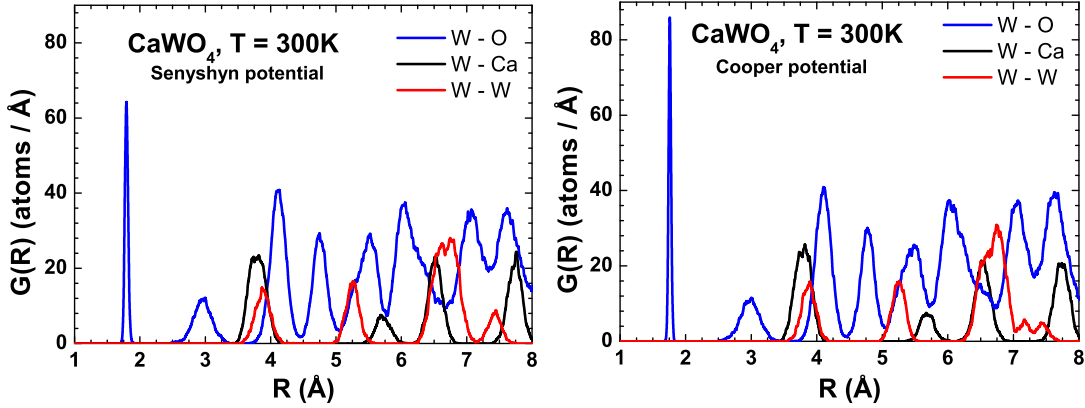 CaWO4, T = 300K
Senyshyn potential
W - O
W - Ca
W - W
80
60
40
20
0
G(R) (atoms / Å)
1 2 3 4 5 6 7 8
R (Å)
CaWO4, T = 300K
Cooper potential
W - O
W - Ca
W - W
80
60
40
20
0
G(R) (atoms / Å)
1 2 3 4 5 6 7 8
R (Å)